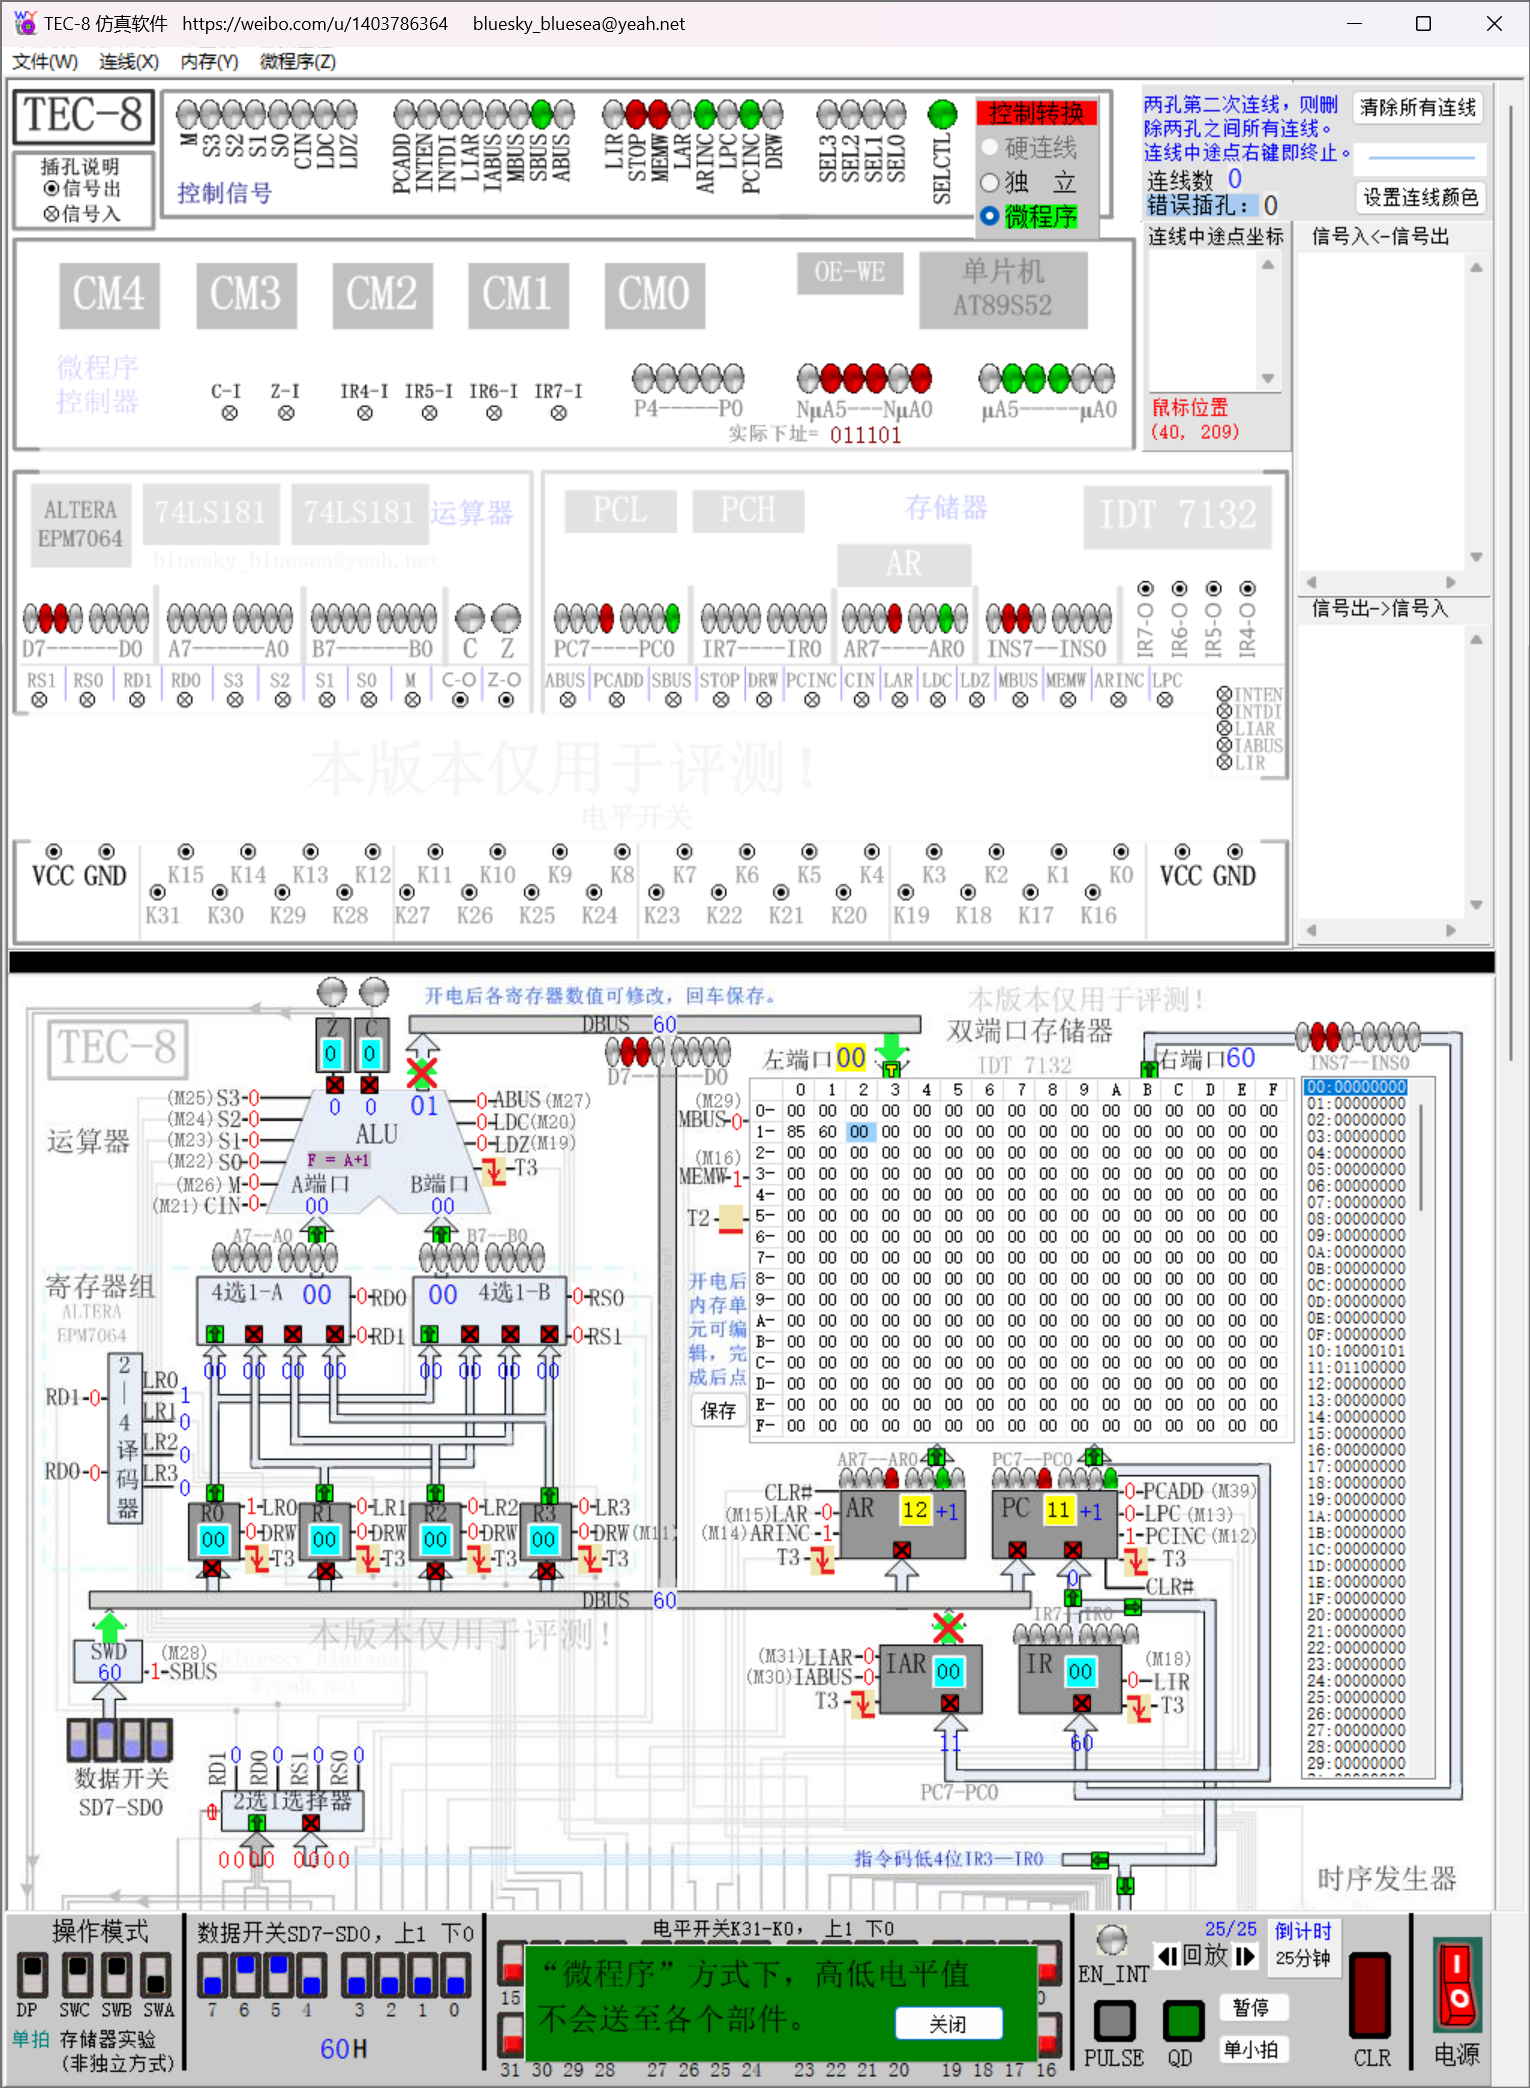 TEC-8 仿真软件 https://weibo.com/u/1403786364 bluesky_bluesea@yeah.net
文件(W) 连线(X) 内存(Y) 微程序(Z)
TEC-8
插孔说明
信号出
信号入
M S3 S2 S1 S0 CIN LDC LDZ
PCADD INTEN INTDI LIAR IABUS MBUS SBUS ABUS
LIR STOP MEMW LAR ARINC LPC PCINC DRW
SEL3 SEL2 SEL1 SEL0
SELCTL
控制信号
控制转换
硬连线
独 立
微程序
两孔第二次连线，则删
除两孔之间所有连线。
连线中途点右键即终止。
清除所有连线
连线数 0
错误插孔： 0
设置连线颜色
连线中途点坐标
信号入<-信号出
鼠标位置
(40, 209)
信号出->信号入
CM4 CM3 CM2 CM1 CM0
OE-WE
单片机
AT89S52
微程序
控制器
C-I Z-I IR4-I IR5-I IR6-I IR7-I
P4-----P0
NμA5---NμA0
μA5-----μA0
实际下址= 011101
ALTERA
EPM7064
74LS181 74LS181 运算器
bluesky_bluesea@yeah.net
D7------D0 A7------A0 B7------B0 C Z
RS1 RS0 RD1 RD0 S3 S2 S1 S0 M C-O Z-O
PCL PCH 存储器 IDT 7132
AR
PC7----PC0 IR7----IR0 AR7----AR0 INS7--INS0
IR7-O IR6-O IR5-O IR4-O
ABUS PCADD SBUS STOP DRW PCINC CIN LAR LDC LDZ MBUS MEMW ARINC LPC
INTEN
INTDI
LIAR
IABUS
LIR
本版本仅用于评测！
电平开关
VCC GND K15 K14 K13 K12 K11 K10 K9 K8 K7 K6 K5 K4 K3 K2 K1 K0 VCC GND
K31 K30 K29 K28 K27 K26 K25 K24 K23 K22 K21 K20 K19 K18 K17 K16
开电后各寄存器数值可修改，回车保存。
本版本仅用于评测！
TEC-8
Z C
0 0
DBUS 60
D7-----D0
双端口存储器
IDT 7132
左端口00
右端口60
INS7--INS0
运算器
(M25) S3-0
(M24) S2-0
(M23) S1-0
(M22) S0-0
(M26) M-0
(M21) CIN-0
0 0 01
ALU
F = A+1
A端口 B端口
00 00
0-ABUS (M27)
0-LDC(M20)
0-LDZ(M19)
T3
(M29)
MBUS-0
(M16)
MEMW-1
T2
0 1 2 3 4 5 6 7 8 9 A B C D E F
0- 00 00 00 00 00 00 00 00 00 00 00 00 00 00 00 00
1- 85 60 00 00 00 00 00 00 00 00 00 00 00 00 00 00
2- 00 00 00 00 00 00 00 00 00 00 00 00 00 00 00 00
3- 00 00 00 00 00 00 00 00 00 00 00 00 00 00 00 00
4- 00 00 00 00 00 00 00 00 00 00 00 00 00 00 00 00
5- 00 00 00 00 00 00 00 00 00 00 00 00 00 00 00 00
6- 00 00 00 00 00 00 00 00 00 00 00 00 00 00 00 00
7- 00 00 00 00 00 00 00 00 00 00 00 00 00 00 00 00
8- 00 00 00 00 00 00 00 00 00 00 00 00 00 00 00 00
9- 00 00 00 00 00 00 00 00 00 00 00 00 00 00 00 00
A- 00 00 00 00 00 00 00 00 00 00 00 00 00 00 00 00
B- 00 00 00 00 00 00 00 00 00 00 00 00 00 00 00 00
C- 00 00 00 00 00 00 00 00 00 00 00 00 00 00 00 00
D- 00 00 00 00 00 00 00 00 00 00 00 00 00 00 00 00
E- 00 00 00 00 00 00 00 00 00 00 00 00 00 00 00 00
F- 00 00 00 00 00 00 00 00 00 00 00 00 00 00 00 00
开电后
内存单
元可编
辑，完
成后点
保存
00:00000000
01:00000000
02:00000000
03:00000000
04:00000000
05:00000000
06:00000000
07:00000000
08:00000000
09:00000000
0A:00000000
0B:00000000
0C:00000000
0D:00000000
0E:00000000
0F:00000000
10:10000101
11:01100000
12:00000000
13:00000000
14:00000000
15:00000000
16:00000000
17:00000000
18:00000000
19:00000000
1A:00000000
1B:00000000
1C:00000000
1D:00000000
1E:00000000
1F:00000000
20:00000000
21:00000000
22:00000000
23:00000000
24:00000000
25:00000000
26:00000000
27:00000000
28:00000000
29:00000000
A7--A0 B7--B0
寄存器组
ALTERA
EPM7064
4选1-A 00 0-RD0
0-RD1
00 4选1-B 0-RS0
0-RS1
00 00 00 00 00 00 00 00
2—4译码器
RD1-0
RD0-0
LR0 1
LR1 0
LR2 0
LR3 0
R0 00 1-LR0 0-DRW T3
R1 00 0-LR1 0-DRW T3
R2 00 0-LR2 0-DRW T3
R3 00 0-LR3 0-DRW(M11) T3
AR7--AR0
CLR#
(M15)LAR-0
(M14)ARINC-1
T3
AR 12 +1
PC7--PC0
PC 11 +1
0-PCADD (M39)
0-LPC (M13)
1-PCINC (M12)
T3
CLR#
DBUS 60
0
IR7--IR0
本版本仅用于评测！
SWD
60
(M28)
1-SBUS
(M31)LIAR-0
(M30)IABUS-0
T3
IAR 00
IR 00
(M18)
0-LIR
T3
11 60
PC7-PC0
数据开关
SD7-SD0
RD1 0 RD0 0 RS1 0 RS0 0
2选1选择器
0000 0000
指令码低4位IR3—IR0
时序发生器
操作模式
DP SWC SWB SWA
单拍 存储器实验
(非独立方式)
数据开关SD7-SD0，上1 下0
7 6 5 4 3 2 1 0
60H
电平开关K31-K0，上1 下0
15 0
“微程序”方式下，高低电平值
不会送至各个部件。
关闭
31 30 29 28 27 26 25 24 23 22 21 20 19 18 17 16
EN_INT
25/25
回放
倒计时
25分钟
PULSE QD
暂停
单小拍
CLR
电源